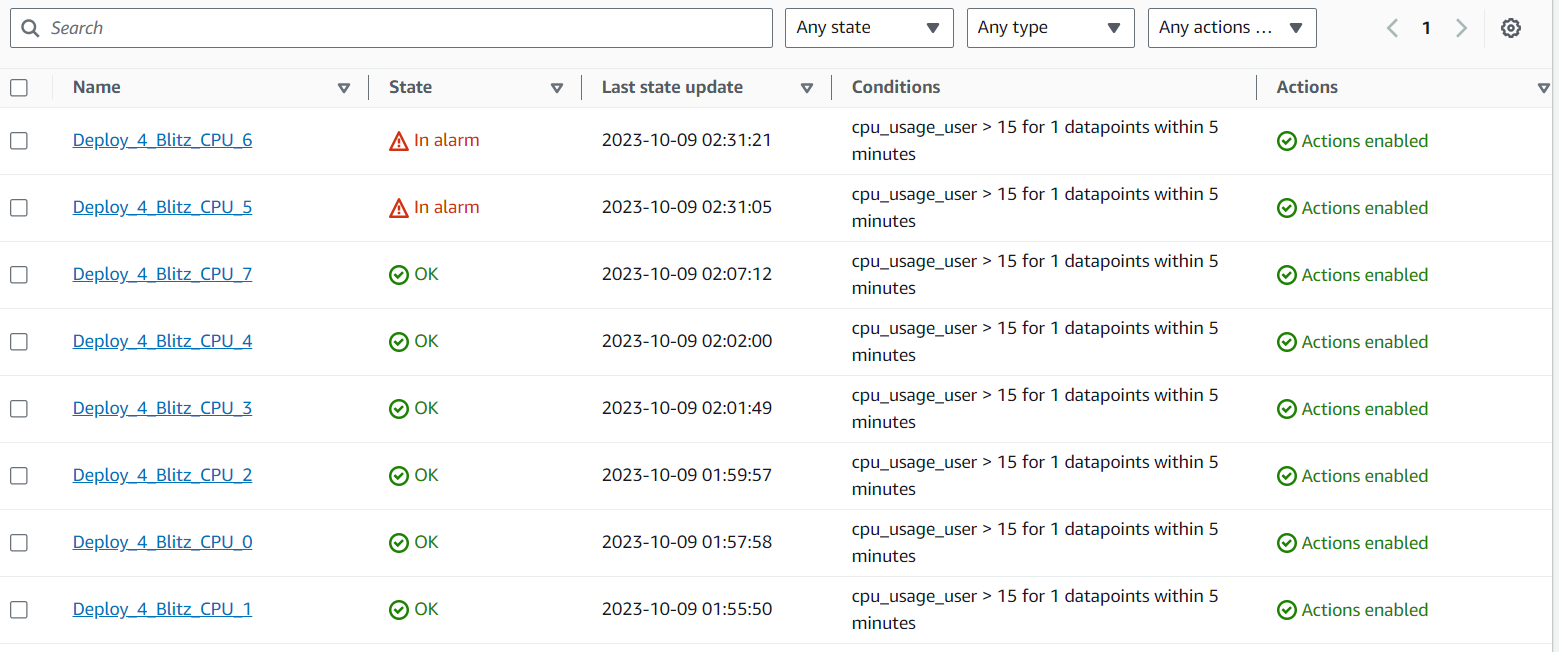 Search Any state Any type Any actions ... 1
Name State Last state update Conditions Actions
Deploy_4_Blitz_CPU_6 In alarm 2023-10-09 02:31:21 cpu_usage_user > 15 for 1 datapoints within 5 Actions enabled
minutes
Deploy_4_Blitz_CPU_5 In alarm 2023-10-09 02:31:05 cpu_usage_user > 15 for 1 datapoints within 5 Actions enabled
minutes
Deploy_4_Blitz_CPU_7 OK 2023-10-09 02:07:12 cpu_usage_user > 15 for 1 datapoints within 5 Actions enabled
minutes
Deploy_4_Blitz_CPU_4 OK 2023-10-09 02:02:00 cpu_usage_user > 15 for 1 datapoints within 5 Actions enabled
minutes
Deploy_4_Blitz_CPU_3 OK 2023-10-09 02:01:49 cpu_usage_user > 15 for 1 datapoints within 5 Actions enabled
minutes
Deploy_4_Blitz_CPU_2 OK 2023-10-09 01:59:57 cpu_usage_user > 15 for 1 datapoints within 5 Actions enabled
minutes
Deploy_4_Blitz_CPU_0 OK 2023-10-09 01:57:58 cpu_usage_user > 15 for 1 datapoints within 5 Actions enabled
minutes
Deploy_4_Blitz_CPU_1 OK 2023-10-09 01:55:50 cpu_usage_user > 15 for 1 datapoints within 5 Actions enabled
minutes